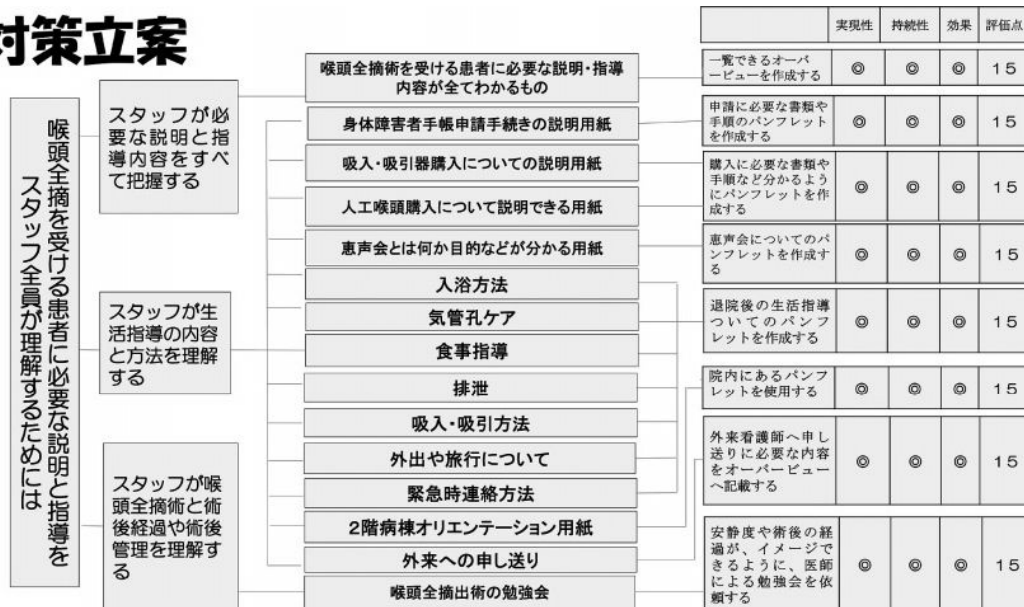 対策立案
喉頭全摘を受ける患者に必要な説明と指導を
スタッフ全員が理解するためには
スタッフが必
要な説明と指
導内容をすべ
て把握する
スタッフが生
活指導の内容
と方法を理解
する
スタッフが喉
頭全摘術と術
後経過や術後
管理を理解す
る
喉頭全摘術を受ける患者に必要な説明・指導
内容が全てわかるもの
身体障害者手帳申請手続きの説明用紙
吸入・吸引器購入についての説明用紙
人工喉頭購入について説明できる用紙
恵声会とは何か目的などが分かる用紙
入浴方法
気管孔ケア
食事指導
排泄
吸入・吸引方法
外出や旅行について
緊急時連絡方法
2階病棟オリエンテーション用紙
外来への申し送り
喉頭全摘出術の勉強会
実現性 持続性 効果 評価点
一覧できるオーバ
ービューを作成する
◎ ◎ ◎ 15
申請に必要な書類や
手順のパンフレット
を作成する
◎ ◎ ◎ 15
購入に必要な書類や
手順など分かるよう
にパンフレットを作
成する
◎ ◎ ◎ 15
恵声会についてのパ
ンフレットを作成す
る
◎ ◎ ◎ 15
退院後の生活指導
ついてのパンフ
レットを作成する
◎ ◎ ◎ 15
院内にあるパンフ
レットを使用する
◎ ◎ ◎ 15
外来看護師へ申し
送りに必要な内容
をオーバービュー
へ記載する
◎ ◎ ◎ 15
安静度や術後の経
過が、イメージで
きるように、医師
による勉強会を依
頼する
◎ ◎ ◎ 15